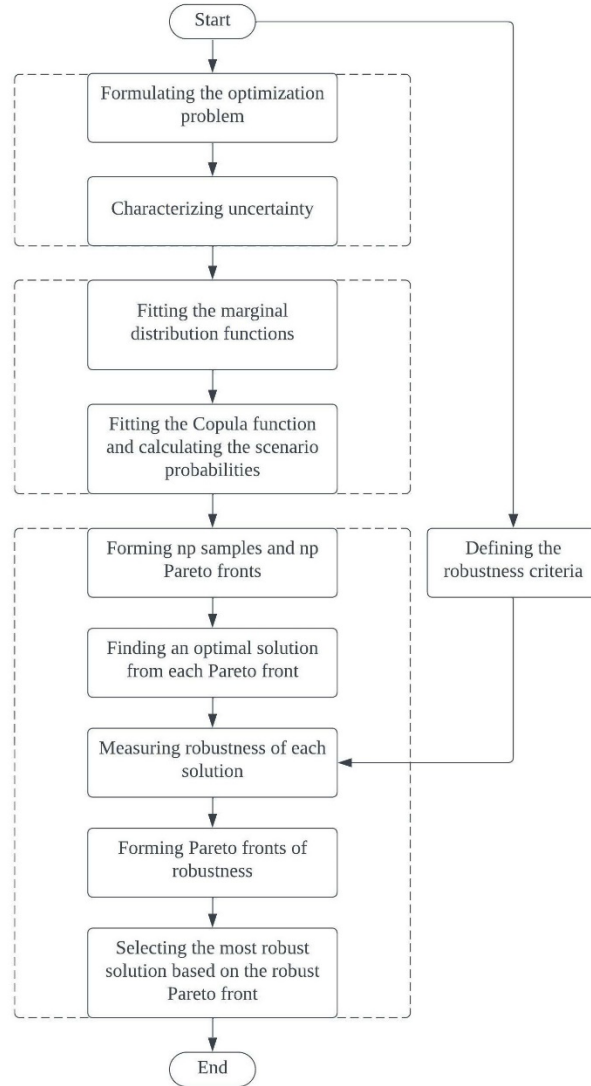 Start
Formulating the optimization
problem
Characterizing uncertainty
Fitting the marginal
distribution functions
Fitting the Copula function
and calculating the scenario
probabilities
Forming np samples and np
Pareto fronts
Defining the
robustness criteria
Finding an optimal solution
from each Pareto front
Measuring robustness of each
solution
Forming Pareto fronts of
robustness
Selecting the most robust
solution based on the robust
Pareto front
End